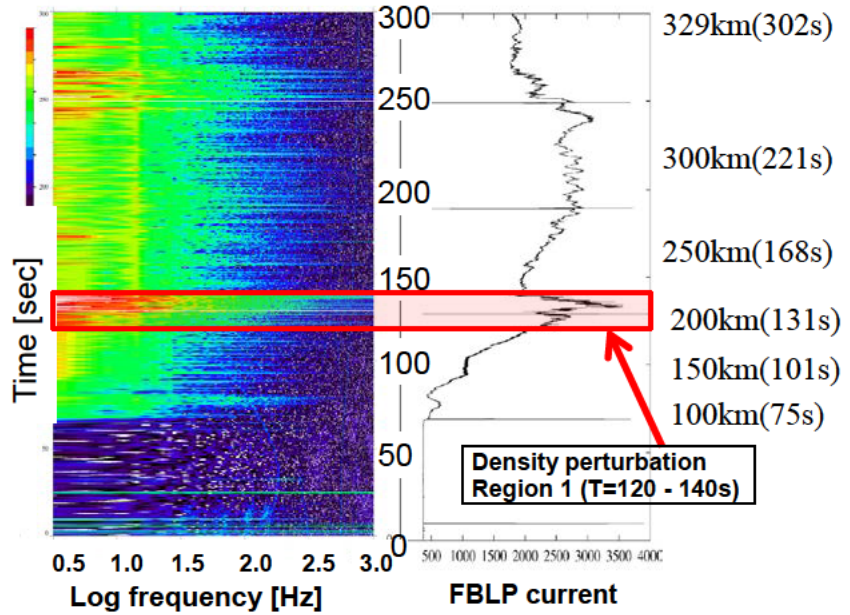 300
250
200
150
100
50
0
Time [sec]
0.5 1.0 1.5 2.0 2.5 3.0
Log frequency [Hz]
500 1000 1500 2000 2500 3000 3500 400
FBLP current
329km(302s)
300km(221s)
250km(168s)
200km(131s)
150km(101s)
100km(75s)
Density perturbation
Region 1 (T=120 - 140s)